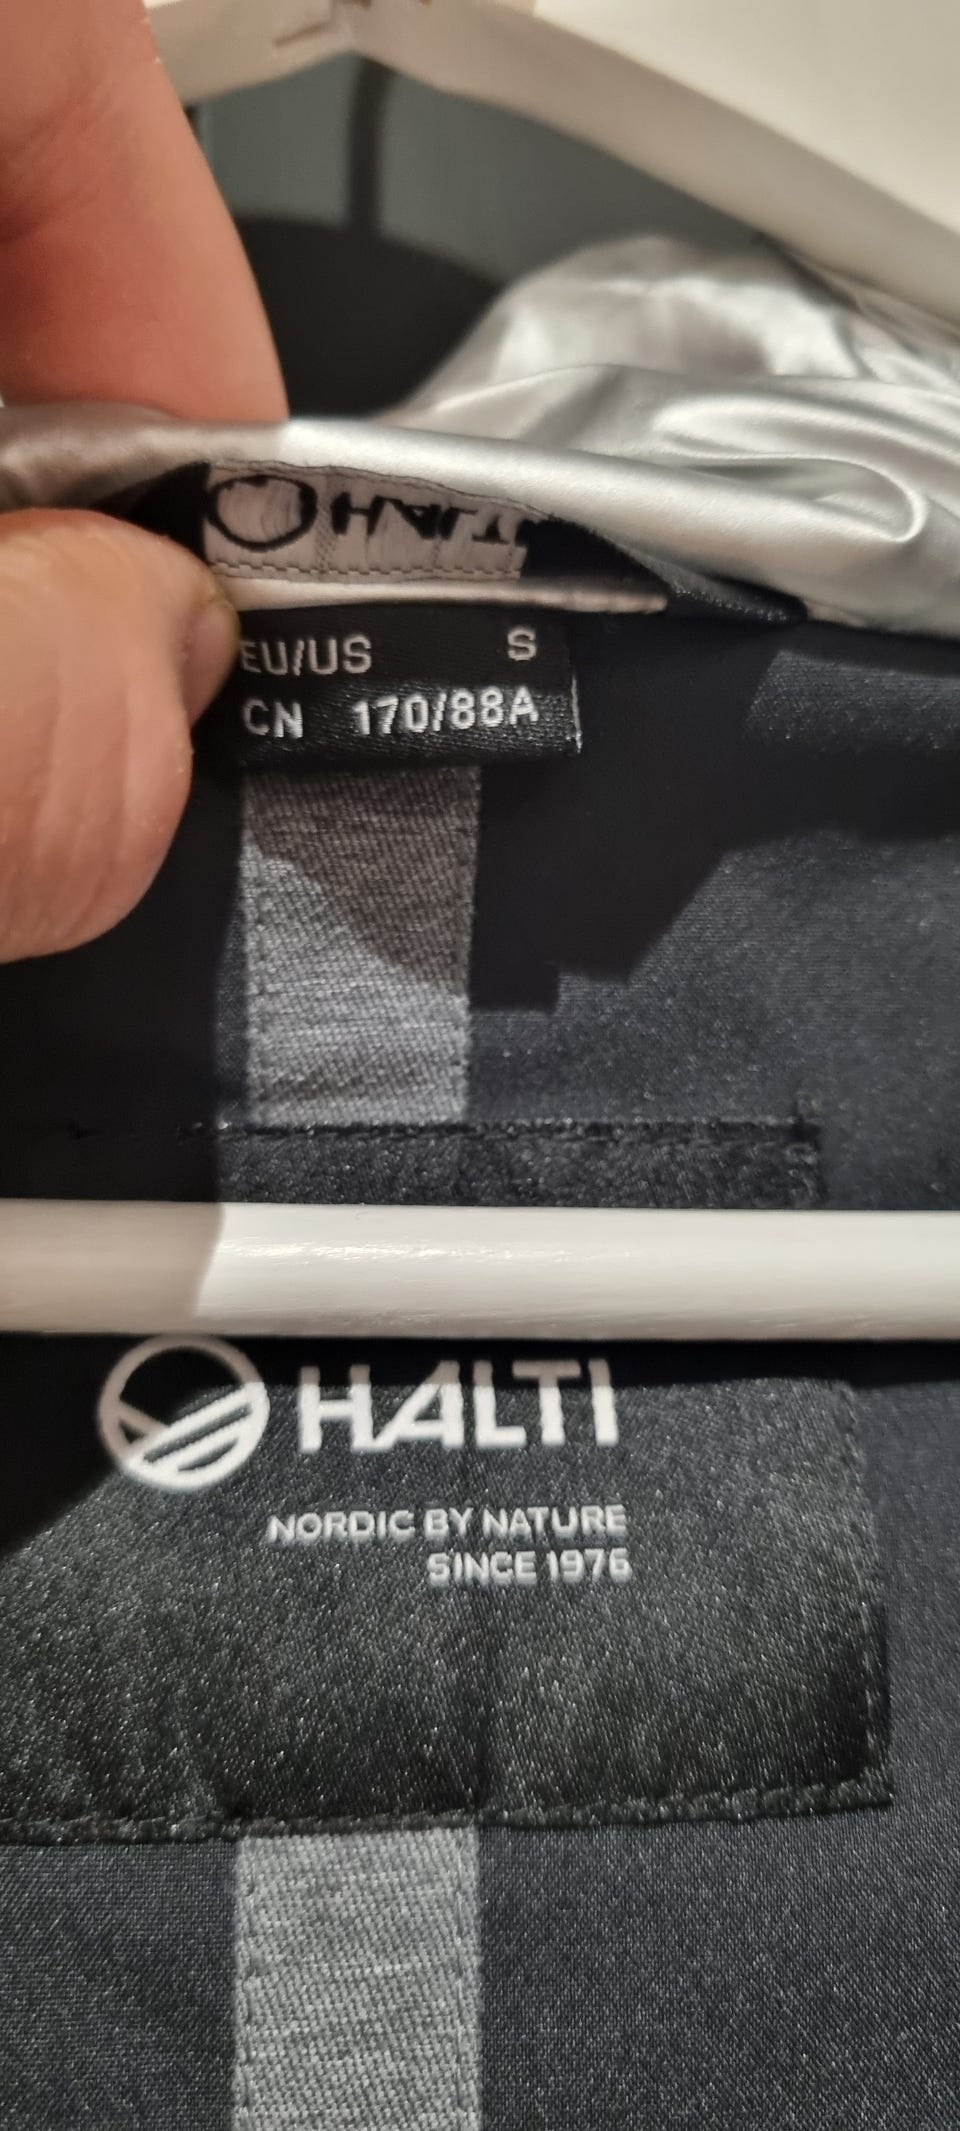 HALTI
EU/US S
CN 170/88A
HALTI
NORDIC BY NATURE
SINCE 1976